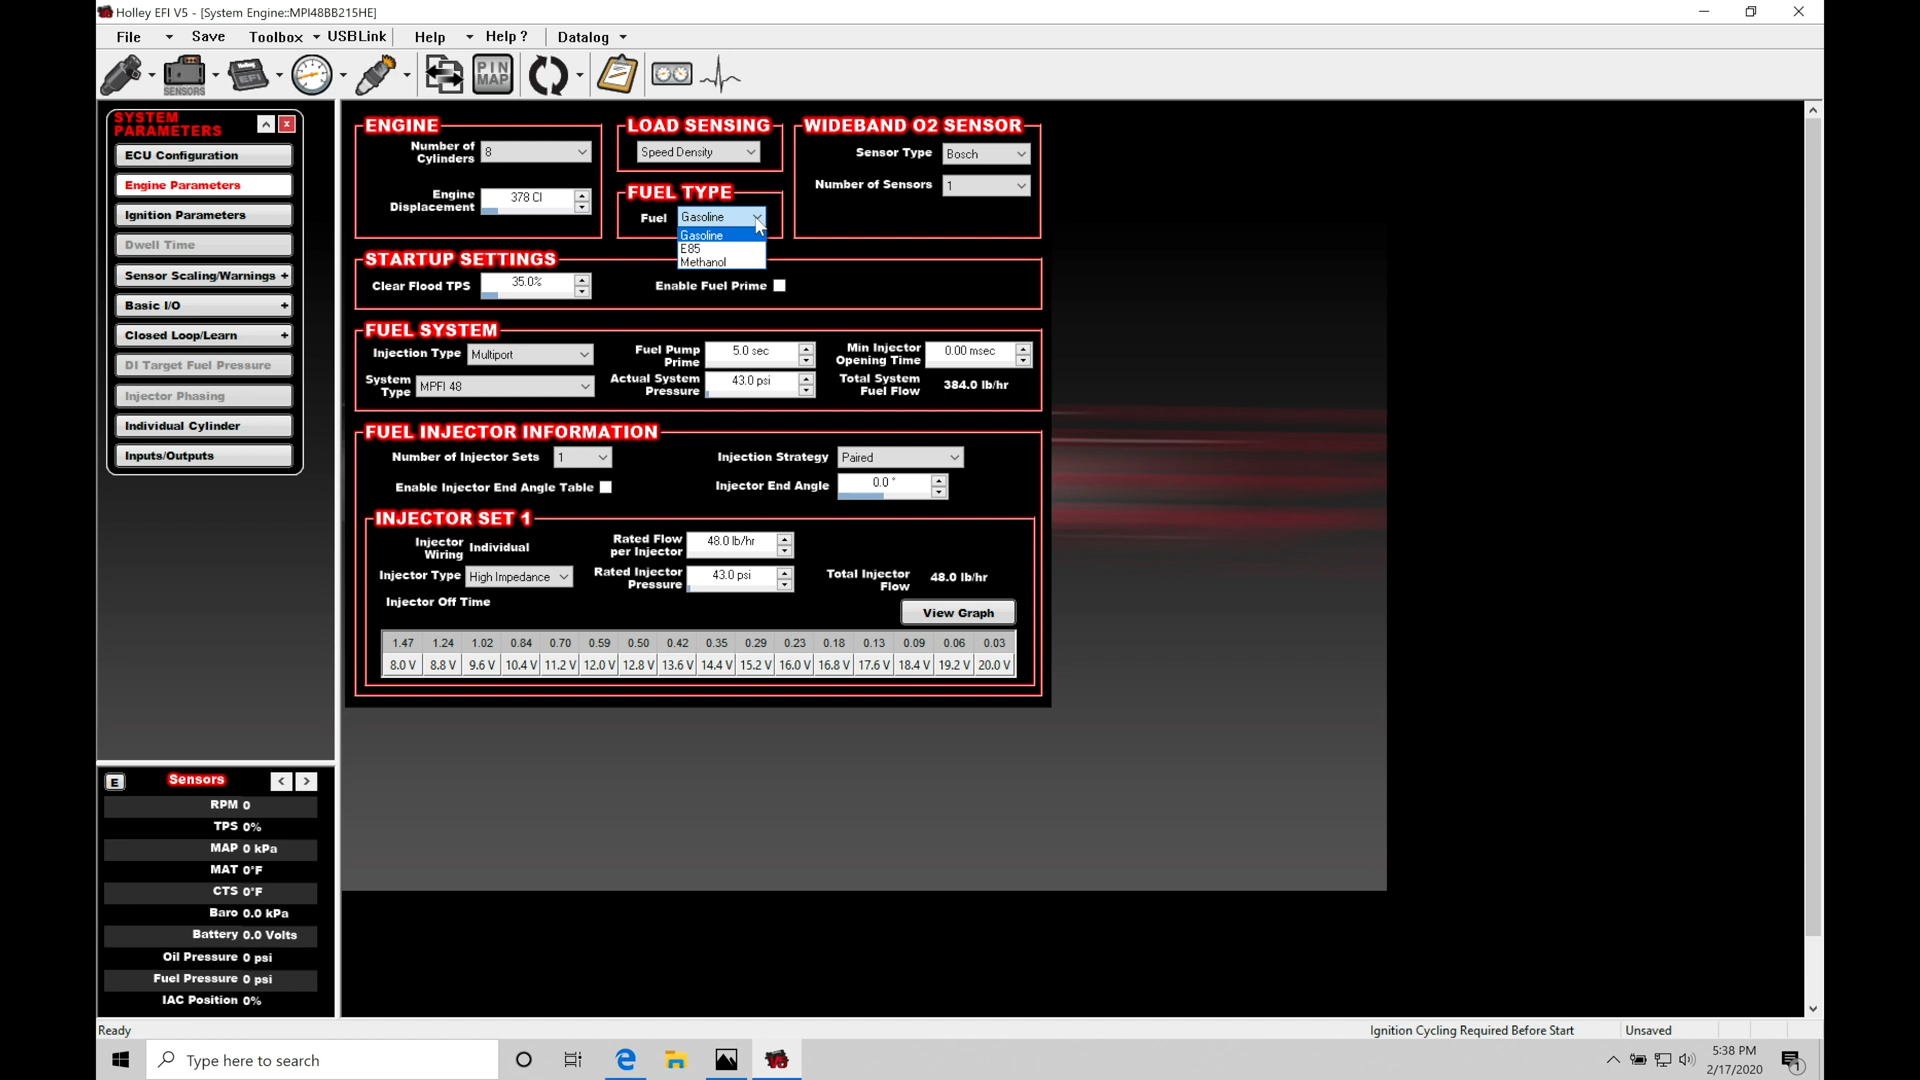 Holley EFI V5 - [System Engine::MPI48BB215HE]
File Save Toolbox USBLink Help Help ? Datalog
SENSORS
EFI
PIN MAP
SYSTEM
PARAMETERS
ECU Configuration
Engine Parameters
Ignition Parameters
Dwell Time
Sensor Scaling/Warnings +
Basic I/O +
Closed Loop/Learn +
DI Target Fuel Pressure
Injector Phasing
Individual Cylinder
Inputs/Outputs
ENGINE
Number of Cylinders 8
Engine Displacement 378 CI
LOAD SENSING
Speed Density
FUEL TYPE
Fuel Gasoline
Gasoline
E85
Methanol
WIDEBAND O2 SENSOR
Sensor Type Bosch
Number of Sensors 1
STARTUP SETTINGS
Clear Flood TPS 35.0% Enable Fuel Prime
FUEL SYSTEM
Injection Type Multiport
System Type MPFI 48
Fuel Pump Prime 5.0 sec
Actual System Pressure 43.0 psi
Min Injector Opening Time 0.00 msec
Total System Fuel Flow 384.0 lb/hr
FUEL INJECTOR INFORMATION
Number of Injector Sets 1 Injection Strategy Paired
Enable Injector End Angle Table Injector End Angle 0.0 °
INJECTOR SET 1
Injector Wiring Individual
Rated Flow per Injector 48.0 lb/hr
Injector Type High Impedance
Rated Injector Pressure 43.0 psi
Total Injector Flow 48.0 lb/hr
Injector Off Time
View Graph
1.47 1.24 1.02 0.84 0.70 0.59 0.50 0.42 0.35 0.29 0.23 0.18 0.13 0.09 0.06 0.03
8.0 V 8.8 V 9.6 V 10.4 V 11.2 V 12.0 V 12.8 V 13.6 V 14.4 V 15.2 V 16.0 V 16.8 V 17.6 V 18.4 V 19.2 V 20.0 V
E Sensors < >
RPM 0
TPS 0%
MAP 0 kPa
MAT 0°F
CTS 0°F
Baro 0.0 kPa
Battery 0.0 Volts
Oil Pressure 0 psi
Fuel Pressure 0 psi
IAC Position 0%
Ready Ignition Cycling Required Before Start Unsaved
Type here to search
V5
5:38 PM
2/17/2020
1